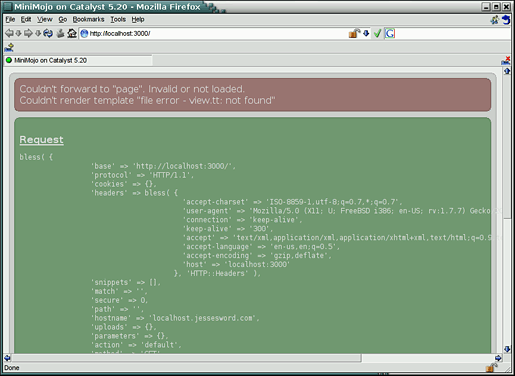 MiniMojo on Catalyst 5.20 - Mozilla Firefox
File Edit View Go Bookmarks Tools Help
http://localhost:3000/
MiniMojo on Catalyst 5.20
Couldn't forward to "page". Invalid or not loaded.
Couldn't render template "file error - view.tt: not found"
Request
bless( {
'base' => 'http://localhost:3000/',
'protocol' => 'HTTP/1.1',
'cookies' => {},
'headers' => bless( {
'accept-charset' => 'ISO-8859-1,utf-8;q=0.7,*;q=0.7',
'user-agent' => 'Mozilla/5.0 (X11; U; FreeBSD i386; en-US; rv:1.7.7) Gecko
'connection' => 'keep-alive',
'keep-alive' => '300',
'accept' => 'text/xml,application/xml,application/xhtml+xml,text/html;q=0.9
'accept-language' => 'en-us,en;q=0.5',
'accept-encoding' => 'gzip,deflate',
'host' => 'localhost:3000'
}, 'HTTP::Headers' ),
'snippets' => [],
'match' => '',
'secure' => 0,
'path' => '',
'hostname' => 'localhost.jessesword.com',
'uploads' => {},
'parameters' => {},
'action' => 'default',
'method' => 'GET',
Done